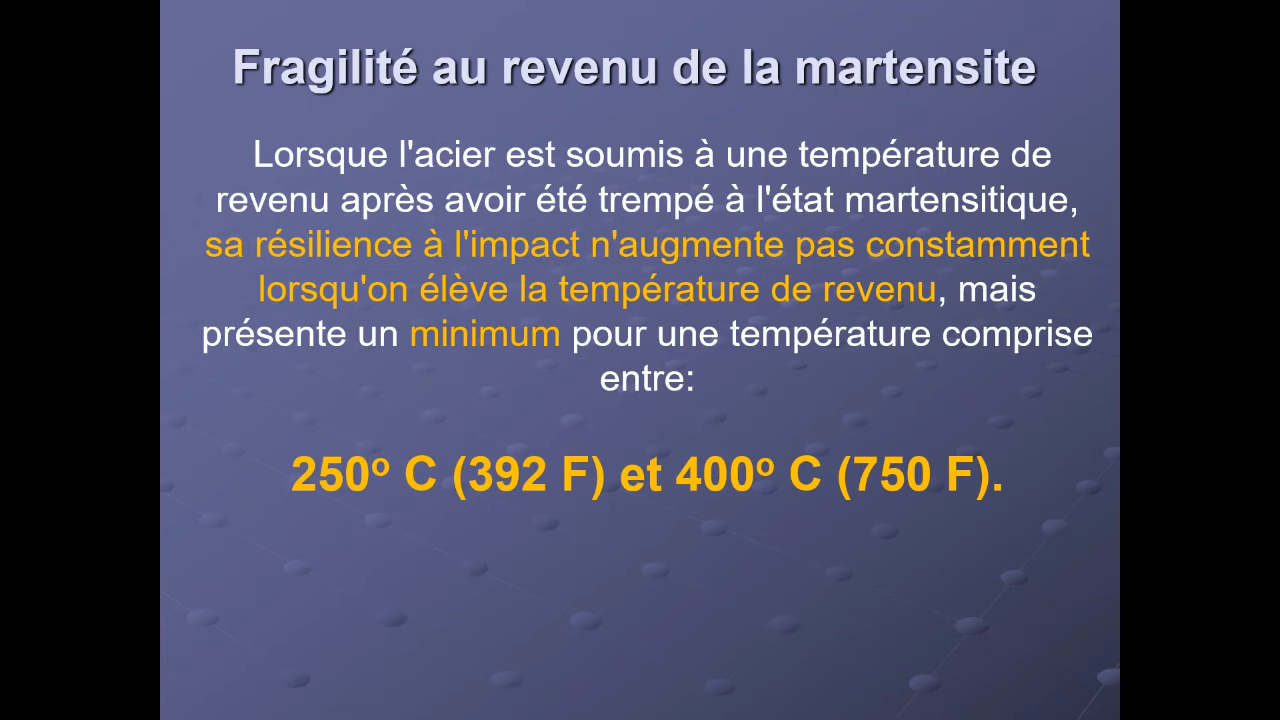 Fragilité au revenu de la martensite
Lorsque l'acier est soumis à une température de
revenu après avoir été trempé à l'état martensitique,
sa résilience à l'impact n'augmente pas constamment
lorsqu'on élève la température de revenu, mais
présente un minimum pour une température comprise
entre:
250º C (392 F) et 400º C (750 F).